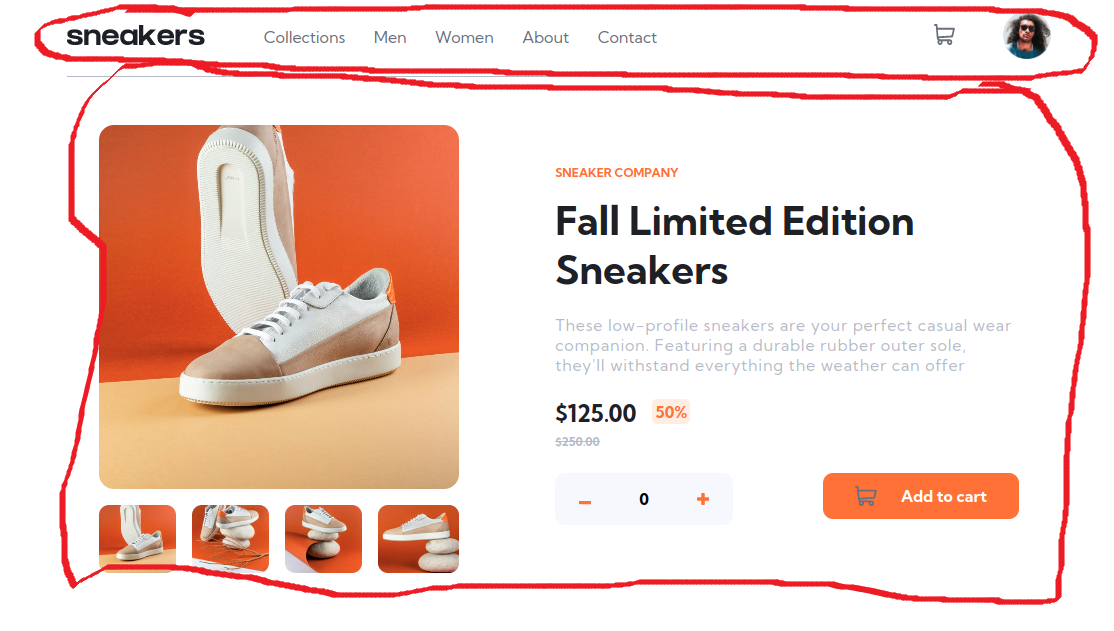 sneakers Collections Men Women About Contact
SNEAKER COMPANY
Fall Limited Edition
Sneakers
These low-profile sneakers are your perfect casual wear
companion. Featuring a durable rubber outer sole,
they'll withstand everything the weather can offer
$125.00 50%
$250.00
− 0 + Add to cart